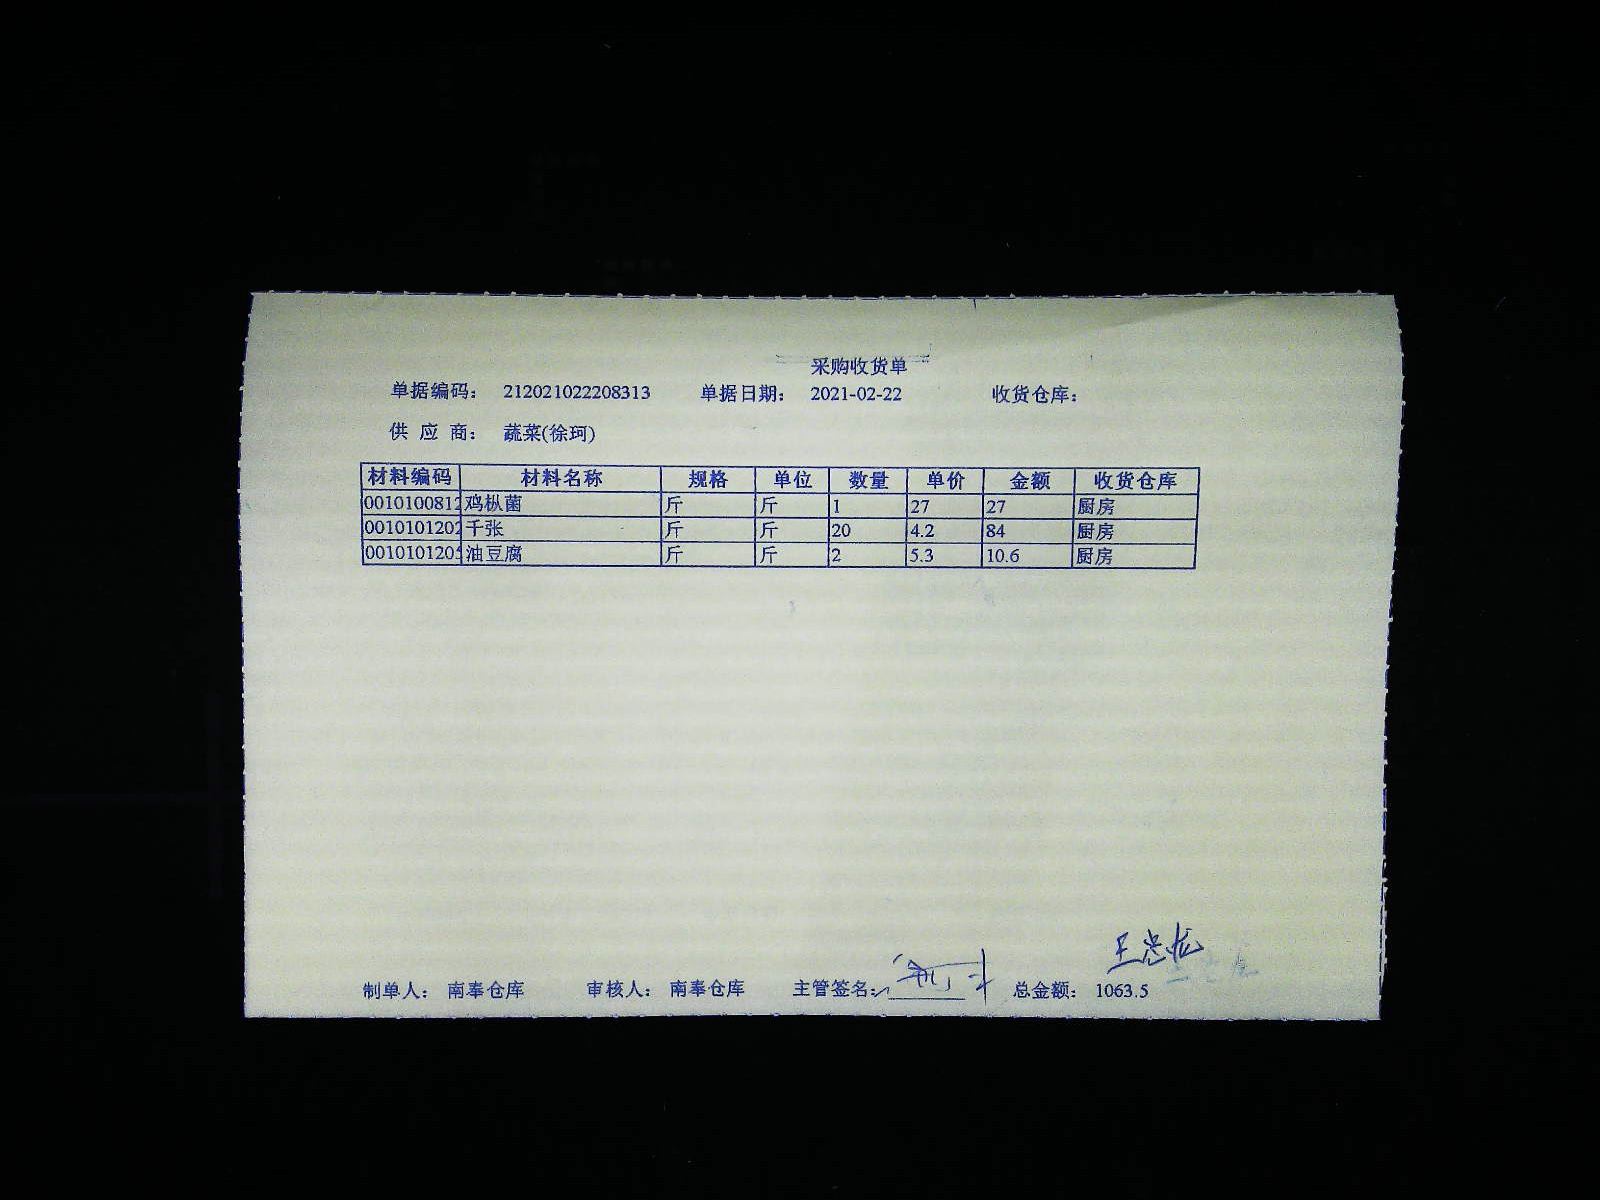 采购收货单
单据编码： 212021022208313 单据日期： 2021-02-22 收货仓库：
供 应 商： 蔬菜(徐珂)
材料编码 材料名称 规格 单位 数量 单价 金额 收货仓库
001010081 鸡枞菌 斤 斤 1 27 27 厨房
001010120 千张 斤 斤 20 4.2 84 厨房
001010120 油豆腐 斤 斤 2 5.3 10.6 厨房
王忠松
制单人： 南奉仓库 审核人： 南奉仓库 主管签名： 总金额： 1063.5